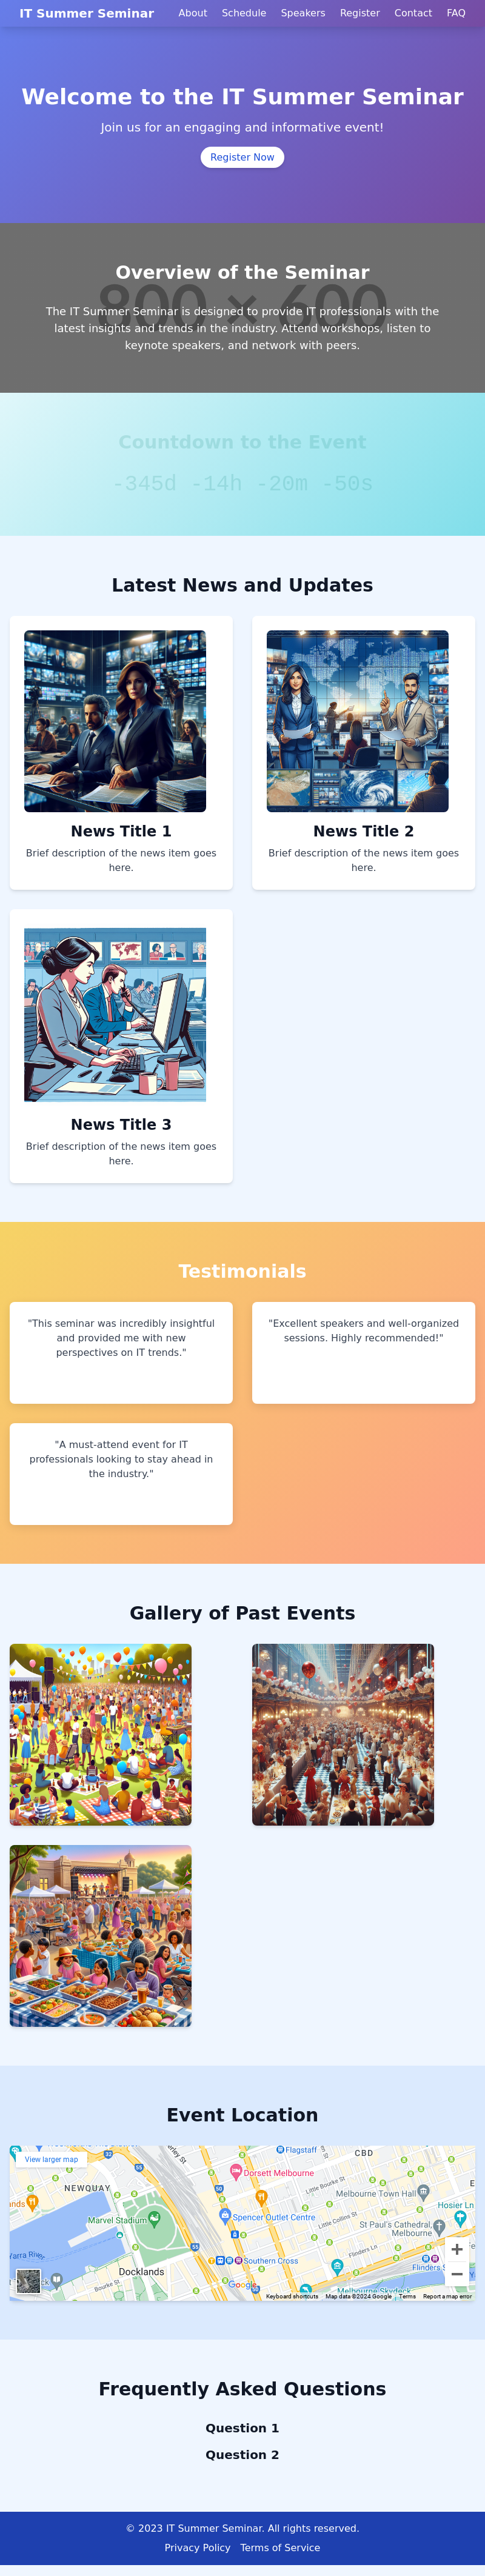 IT Summer Seminar About Schedule Speakers Register Contact FAQ
Welcome to the IT Summer Seminar
Join us for an engaging and informative event!
Register Now
Overview of the Seminar
800 × 600
The IT Summer Seminar is designed to provide IT professionals with the
latest insights and trends in the industry. Attend workshops, listen to
keynote speakers, and network with peers.
Countdown to the Event
-345d -14h -20m -50s
Latest News and Updates
News Title 1
Brief description of the news item goes
here.
News Title 2
Brief description of the news item goes
here.
News Title 3
Brief description of the news item goes
here.
Testimonials
"This seminar was incredibly insightful
and provided me with new
perspectives on IT trends."
"Excellent speakers and well-organized
sessions. Highly recommended!"
"A must-attend event for IT
professionals looking to stay ahead in
the industry."
Gallery of Past Events
Event Location
View larger map
NEWQUAY
Marvel Stadium
Docklands
Bourke St
Yarra River
Flagstaff
CBD
Dorsett Melbourne
Little Bourke St
Melbourne Town Hall
Spencer Outlet Centre
Little Collins St
Hosier Ln
St Paul's Cathedral,
Melbourne
Flinders Ln
Southern Cross
Flinders S
Melbourne Skydeck
Google
Keyboard shortcuts Map data ©2024 Google Terms Report a map error
Frequently Asked Questions
Question 1
Question 2
© 2023 IT Summer Seminar. All rights reserved.
Privacy Policy Terms of Service